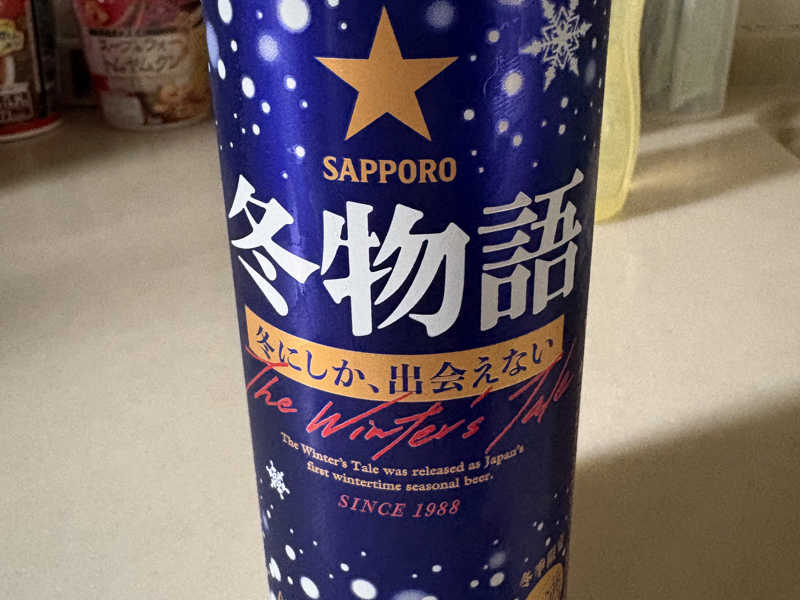 SAPPORO
冬物語
冬にしか、出会えない
The Winter's Tale
The Winter's Tale was released as Japan's
first wintertime seasonal beer.
SINCE 1988